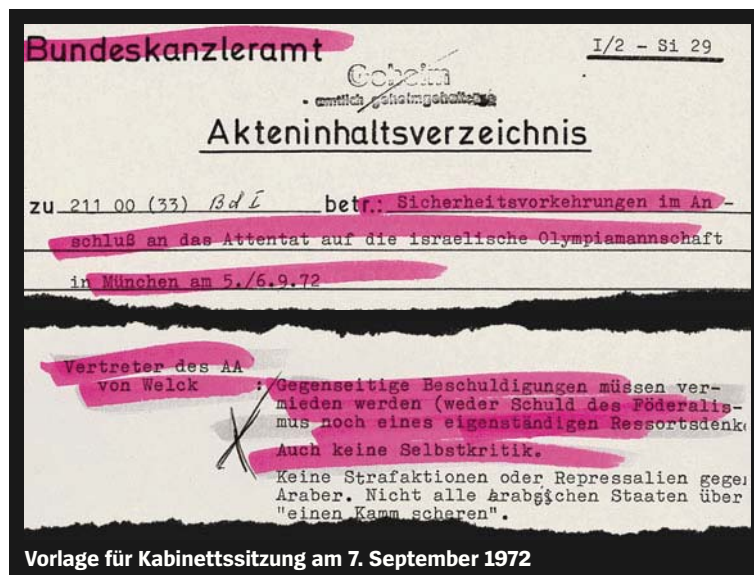 Bundeskanzleramt
I/2 - Si 29
Geheim
amtlich geheimgehalten
Akteninhaltsverzeichnis
zu 211 00 (33) BdI betr.: Sicherheitsvorkehrungen im An -
schluß an das Attentat auf die israelische Olympiamannschaft
in München am 5./6.9.72
Vertreter des AA
von Welck : Gegenseitige Beschuldigungen müssen ver-
mieden werden (weder Schuld des Föderalis-
mus noch eines eigenständigen Ressortsdenk
Auch keine Selbstkritik.
Keine Strafaktionen oder Repressalien gege
Araber. Nicht alle Arabsichen Staaten über
"einen Kamm scheren".
Vorlage für Kabinettssitzung am 7. September 1972